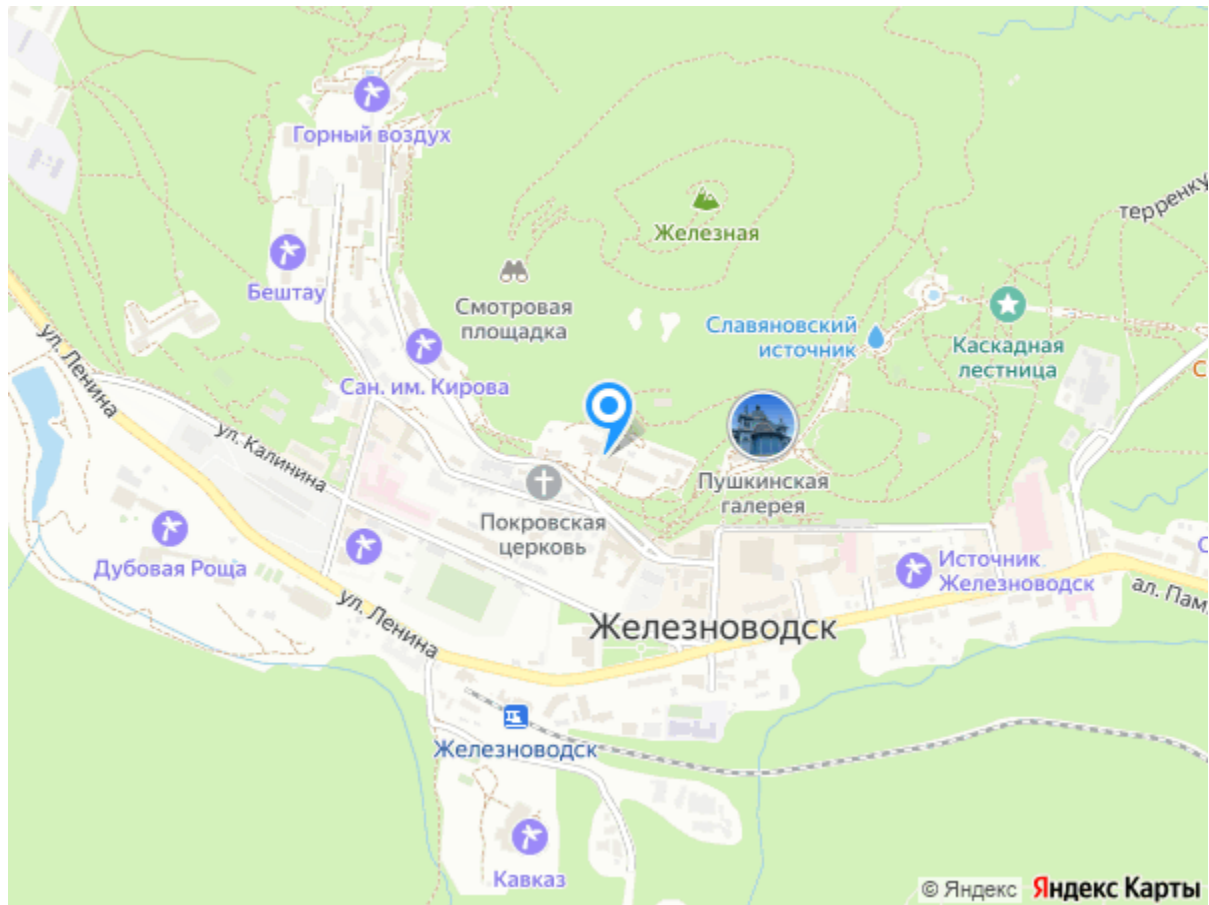 Горный воздух
терренку
Железная
Бештау
Смотровая
площадка
Славяновский
источник
Каскадная
лестница
С
ул. Ленина
Сан. им. Кирова
ул. Калинина
Пушкинская
галерея
Покровская
церковь
Дубовая Роща
Источник
Железноводск
С
ал. Пам
ул. Ленина
Железноводск
Железноводск
Кавказ
© Яндекс Яндекс Карты